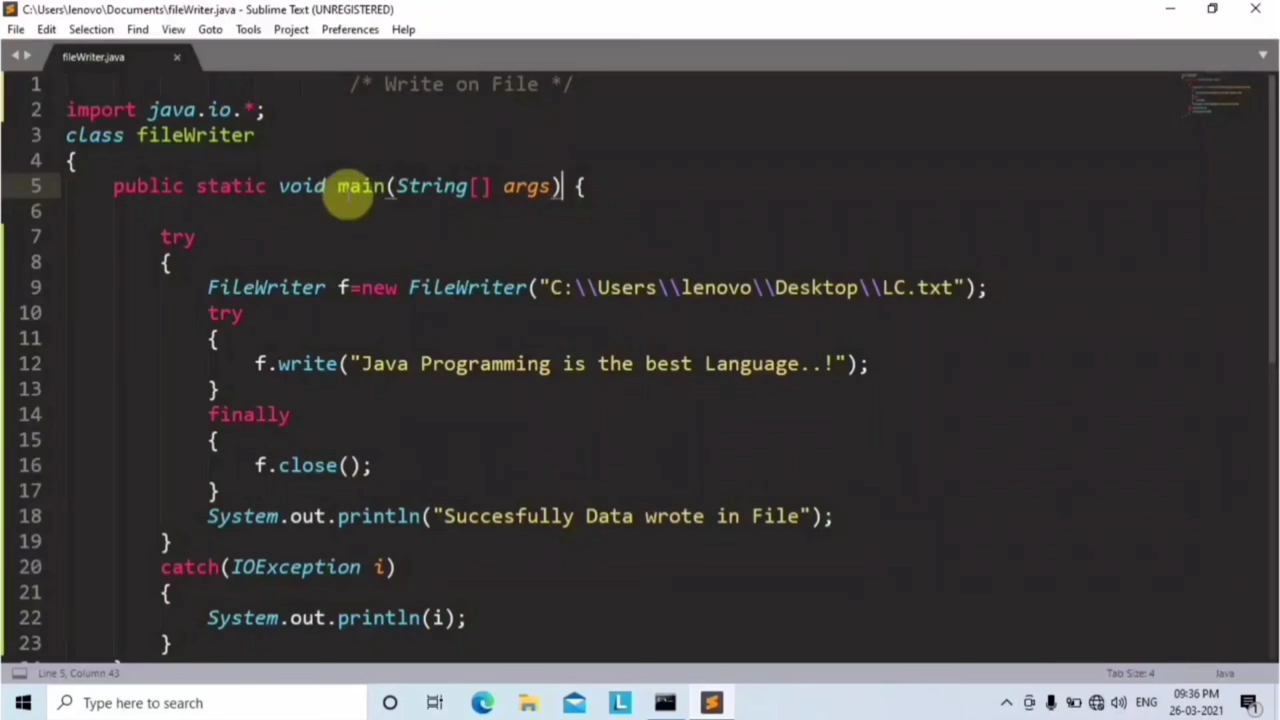 C:\Users\lenovo\Documents\fileWriter.java - Sublime Text (UNREGISTERED)
File Edit Selection Find View Goto Tools Project Preferences Help
fileWriter.java
1 /* Write on File */
2 import java.io.*;
3 class fileWriter
4 {
5 public static void main(String[] args) {
6
7 try
8 {
9 FileWriter f=new FileWriter("C:\\Users\\lenovo\\Desktop\\LC.txt");
10 try
11 {
12 f.write("Java Programming is the best Language..!");
13 }
14 finally
15 {
16 f.close();
17 }
18 System.out.println("Succesfully Data wrote in File");
19 }
20 catch(IOException i)
21 {
22 System.out.println(i);
23 }
Line 5, Column 43 Tab Size: 4 Java
Type here to search
L
ENG
09:36 PM
26-03-2021
1